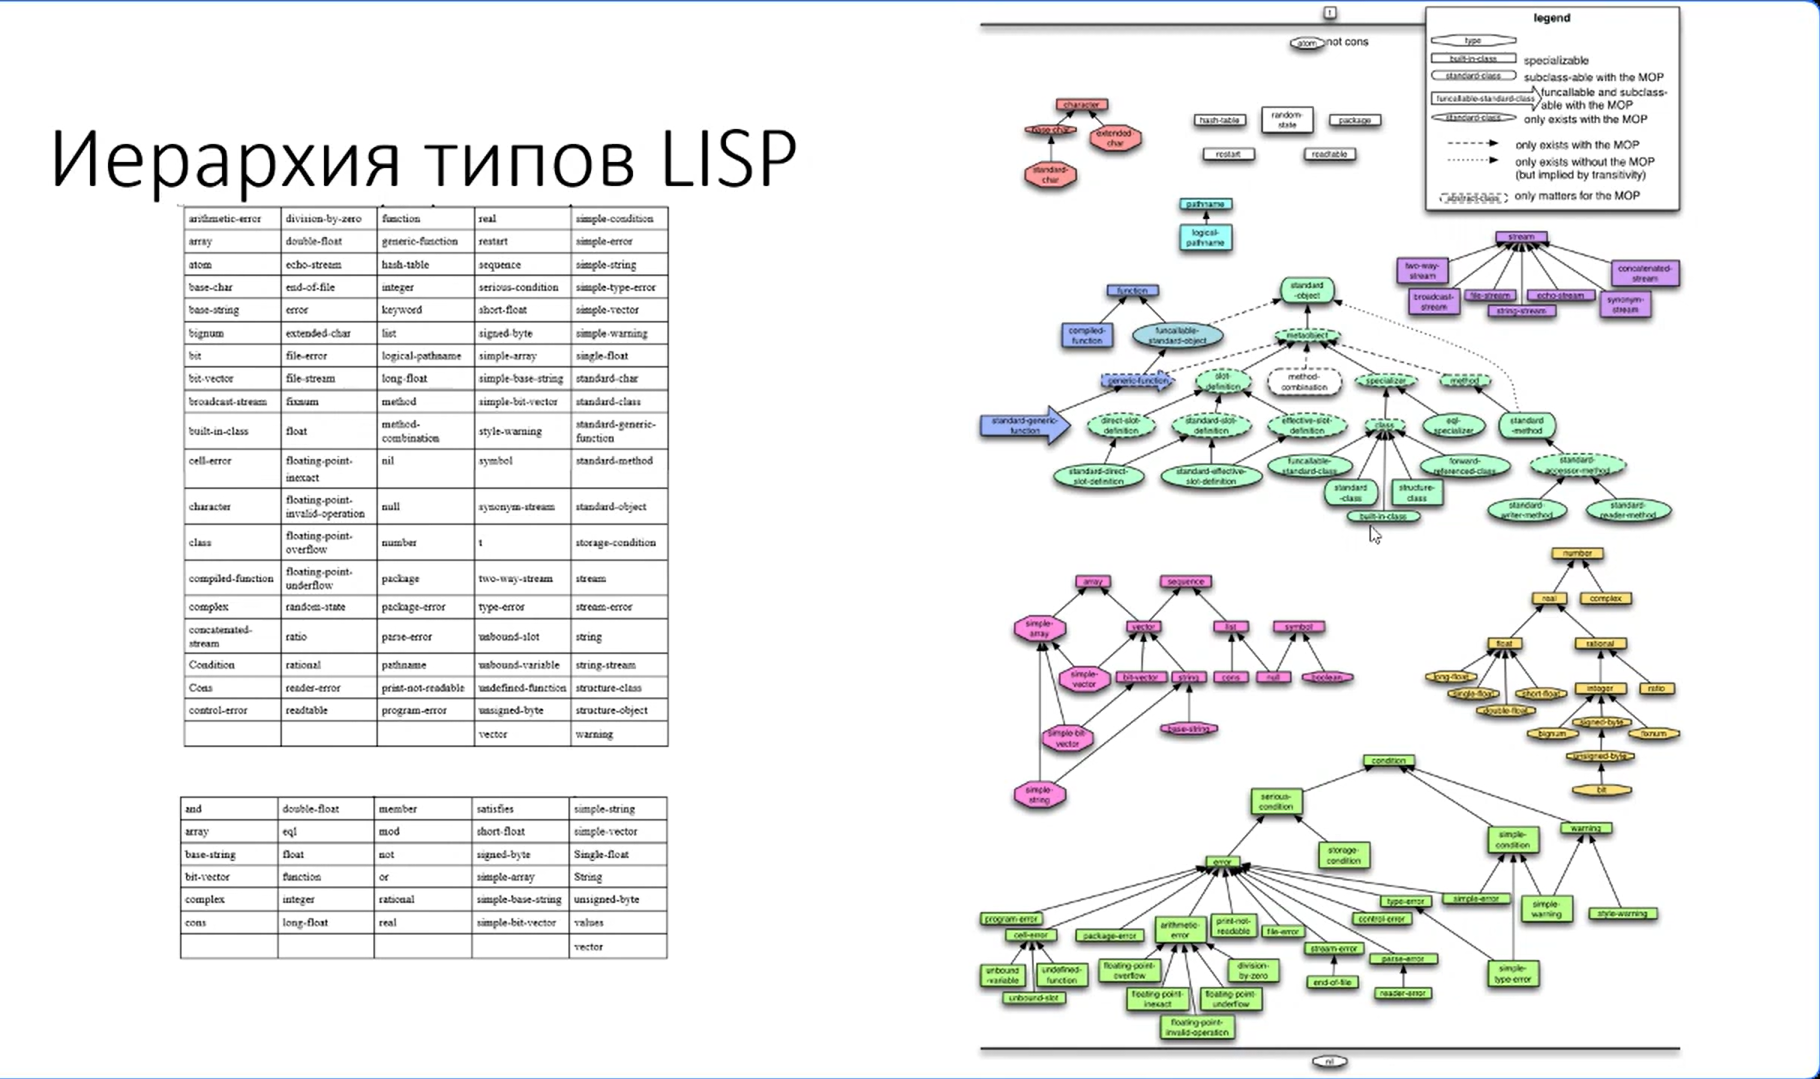 Иерархия типов LISP
arithmetic-error division-by-zero function real simple-condition
array double-float generic-function restart simple-error
atom echo-stream hash-table sequence simple-string
base-char end-of-file integer serious-condition simple-type-error
base-string error keyword short-float simple-vector
bignum extended-char list signed-byte simple-warning
bit file-error logical-pathname simple-array single-float
bit-vector file-stream long-float simple-base-string standard-char
broadcast-stream fixnum method simple-bit-vector standard-class
built-in-class float method-combination style-warning standard-generic-function
cell-error floating-point-inexact nil symbol standard-method
character floating-point-invalid-operation null synonym-stream standard-object
class floating-point-overflow number t storage-condition
compiled-function floating-point-underflow package two-way-stream stream
complex random-state package-error type-error stream-error
concatenated-stream ratio parse-error unbound-slot string
Condition rational pathname unbound-variable string-stream
Cons reader-error print-not-readable undefined-function structure-class
control-error readtable program-error unsigned-byte structure-object
vector warning
and double-float member satisfies simple-string
array eql mod short-float simple-vector
base-string float not signed-byte Single-float
bit-vector function or simple-array String
complex integer rational simple-base-string unsigned-byte
cons long-float real simple-bit-vector values
vector
t
atom not cons
legend
type
built-in-class specializable
standard-class subclass-able with the MOP
funcallable-standard-class funcallable and subclass-
able with the MOP
standard-class only exists with the MOP
only exists with the MOP
only exists without the MOP
(but implied by transitivity)
abstract-class only matters for the MOP
character
base-char
extended-
char
standard-
char
hash-table
random-
state
package
restart
readtable
pathname
logical-
pathname
stream
two-way-
stream
concatenated-
stream
broadcast-
stream
file-stream
echo-stream
string-stream
synonym-
stream
function
compiled-
function
funcallable-
standard-object
standard
-object
metaobject
generic-function
slot-
definition
method-
combination
specializer
method
standard-generic-
function
direct-slot-
definition
standard-slot-
definition
effective-slot-
definition
class
eql-
specializer
standard
-method
standard-direct-
slot-definition
standard-effective-
slot-definition
funcallable-
standard-class
forward-
referenced-class
standard-
accessor-method
standard
-class
structure-
class
built-in-class
standard-
writer-method
standard-
reader-method
array
sequence
simple-
array
vector
list
symbol
simple-
vector
bit-vector
string
cons
null
boolean
simple-bit-
vector
base-string
simple-
string
number
real
complex
float
rational
long-float
single-float
short-float
double-float
integer
ratio
signed-byte
bignum
fixnum
unsigned-byte
bit
condition
serious-
condition
simple-
condition
warning
storage-
condition
error
program-error
cell-error
package-error
arithmetic-
error
print-not-
readable
file-error
control-error
type-error
simple-error
simple-
warning
style-warning
unbound
-variable
undefined-
function
unbound-slot
floating-point-
overflow
division-
by-zero
floating-point-
inexact
floating-point-
underflow
floating-point-
invalid-operation
stream-error
end-of-file
parse-error
reader-error
simple-
type-error
nil